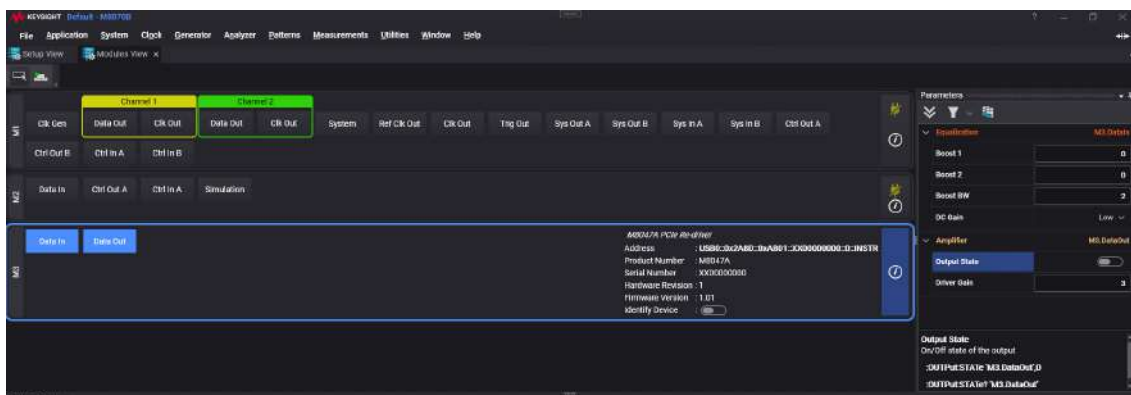 KEYSIGHT Default - M8070B
File Application System Clock Generator Analyzer Patterns Measurements Utilities Window Help
Setup View Modules View ×
Channel 1 Channel 2
M1
Clk Gen Data Out Clk Out Data Out Clk Out System Ref Clk Out Clk Out Trig Out Sys Out A Sys Out B Sys In A Sys In B Ctrl Out A
Ctrl Out B Ctrl In A Ctrl In B
M2
Data In Ctrl Out A Ctrl In A Simulation
M3
Data In Data Out
M8047A PCIe Re-driver
Address : USB0::0x2A8D::0xA801::XX00000000::0::INSTR
Product Number : M8047A
Serial Number : XX00000000
Hardware Revision : 1
Firmware Version : 1.01
Identify Device :
Parameters
Equalization M3.DataIn
Boost 1 0
Boost 2 0
Boost BW 2
DC Gain Low
Amplifier M3.DataOut
Output State
Driver Gain 3
Output State
On/Off state of the output
:OUTPut:STATe 'M3.DataOut',0
:OUTPut:STATe? 'M3.DataOut'